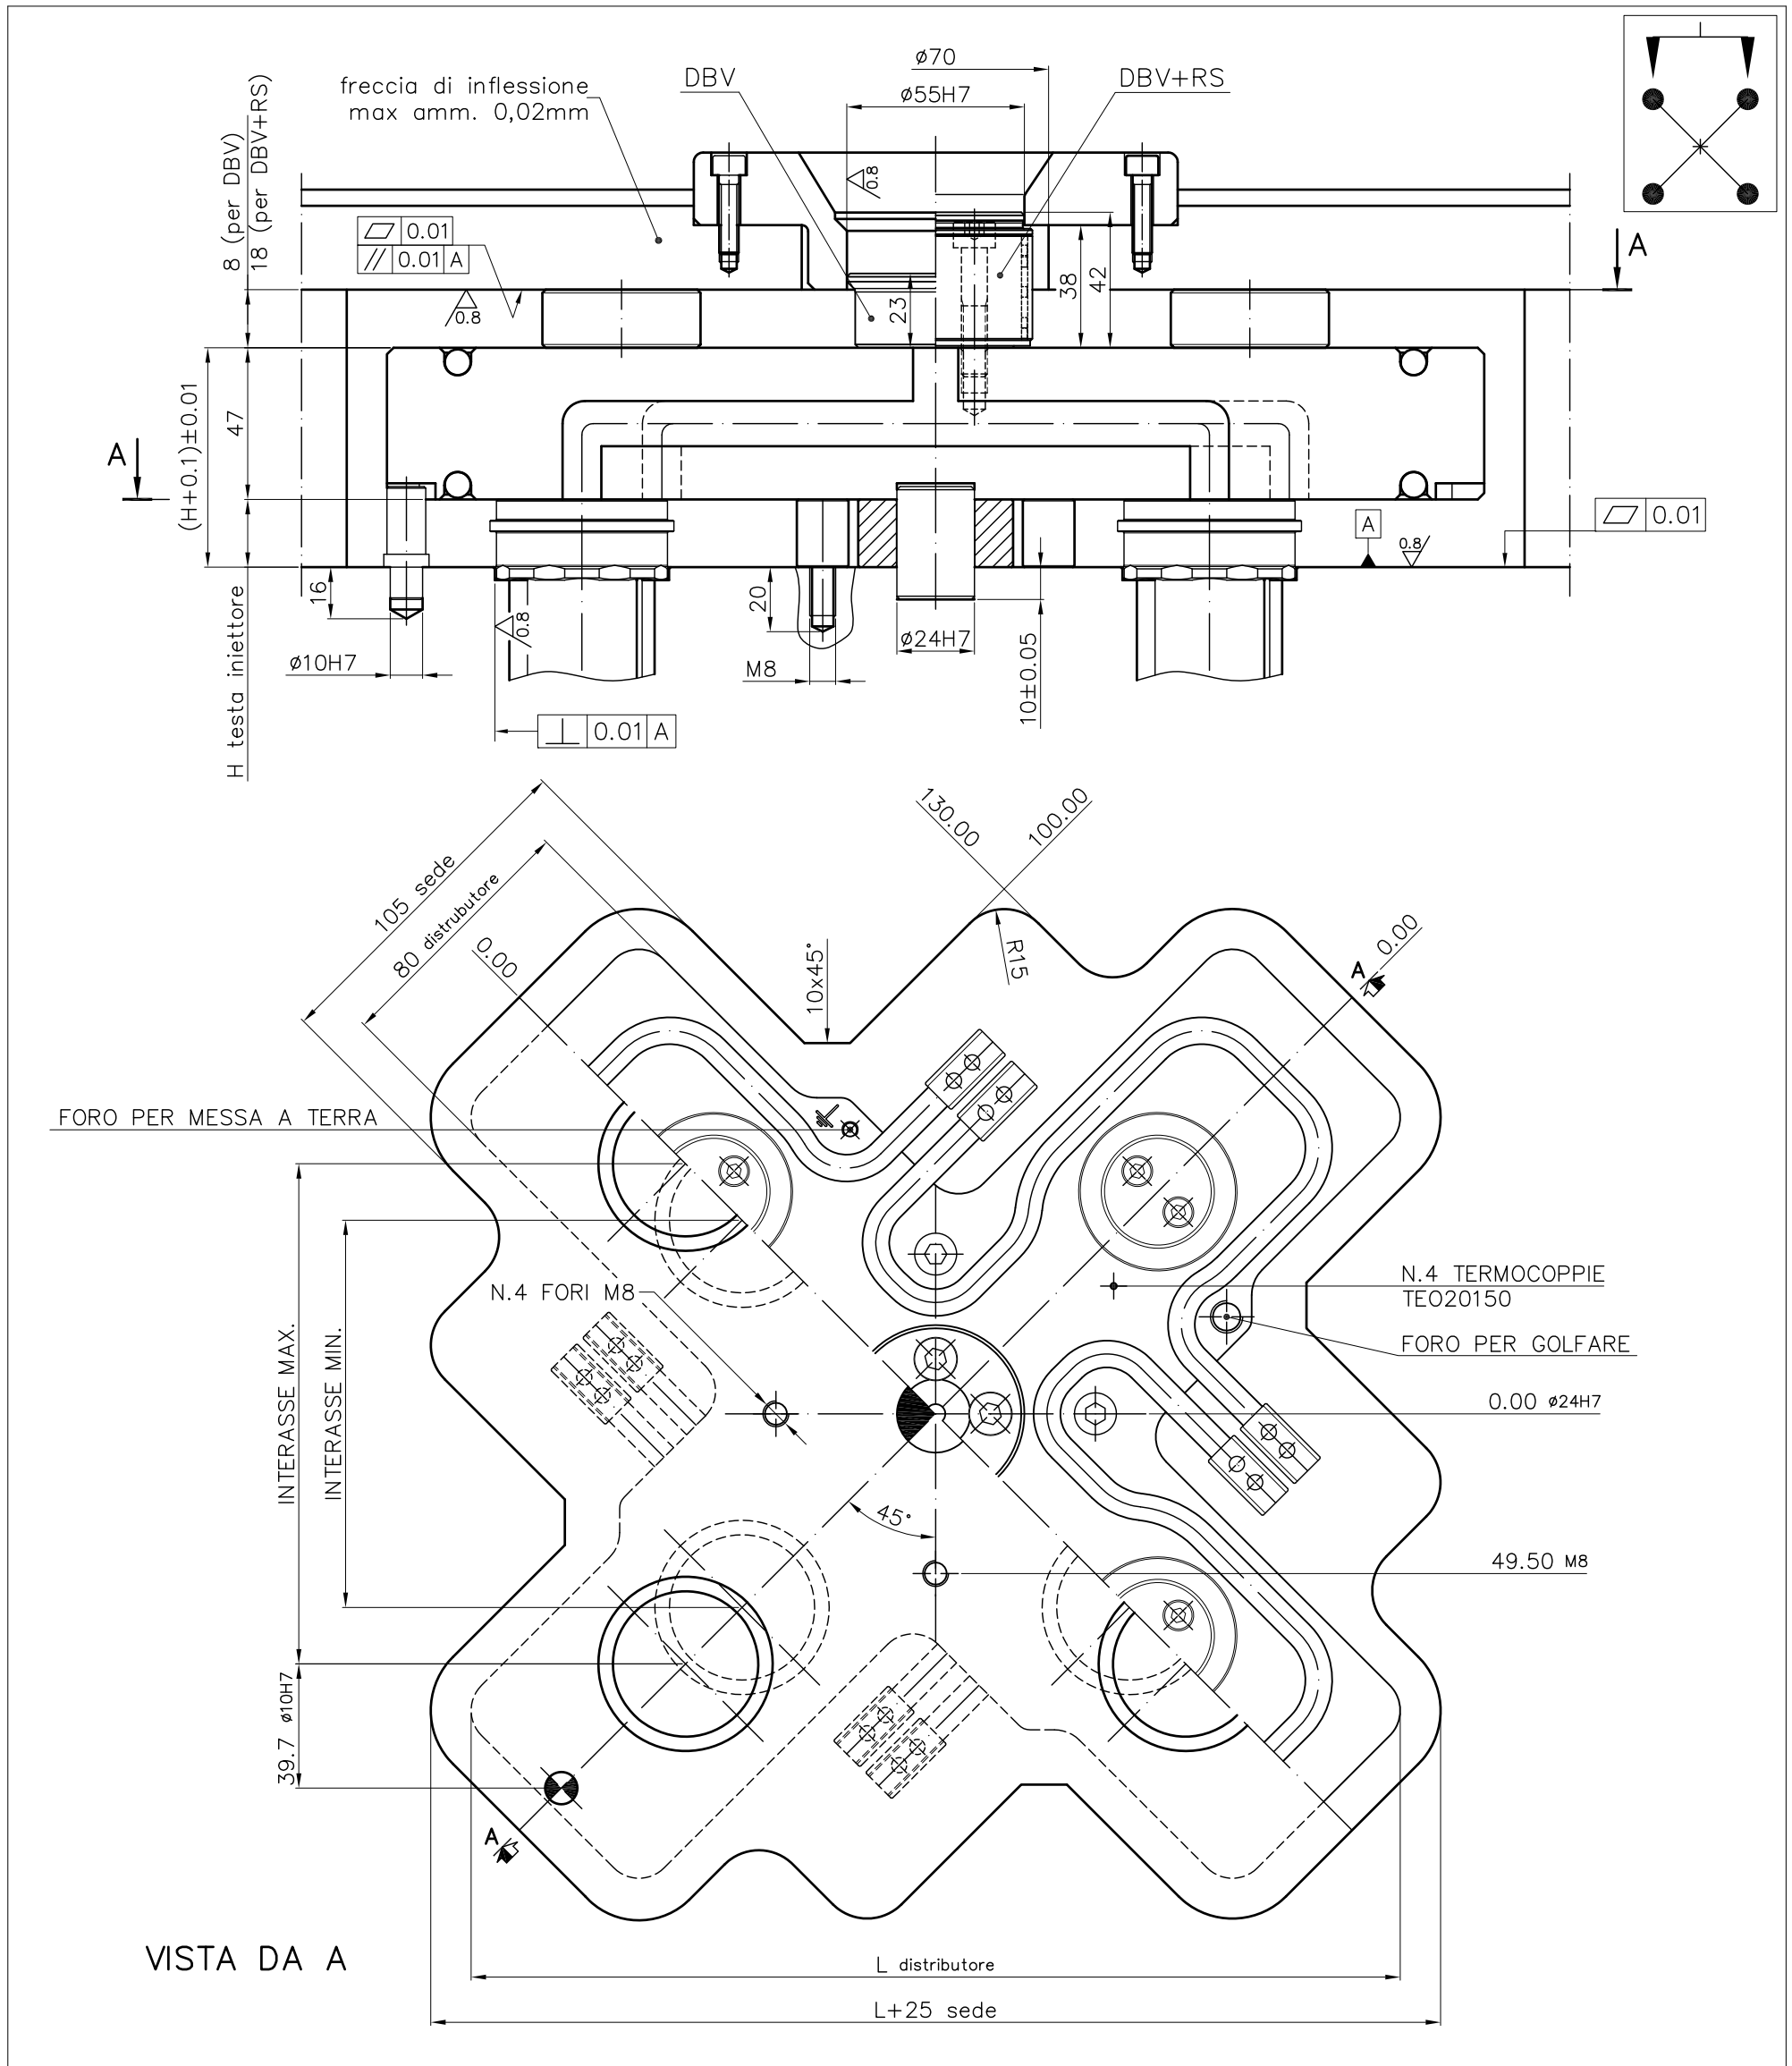 ø70
DBV
DBV+RS
freccia di inflessione
max amm. 0,02mm
ø55H7
8 (per DBV)
18 (per DBV+RS)
0.8
0.01
0.01 A
0.8
A
23
38
42
(H+0.1)±0.01
47
A
0.01
A
0.8
16
0.8
20
ø24H7
ø10H7
M8
10±0.05
H testa iniettore
0.01 A
130.00
100.00
105 sede
80 distrubutore
0.00
10x45°
R15
0.00
A
FORO PER MESSA A TERRA
N.4 FORI M8
N.4 TERMOCOPPIE
TEO20150
FORO PER GOLFARE
INTERASSE MAX.
INTERASSE MIN.
0.00 ø24H7
45°
49.50 M8
39.7 ø10H7
A
VISTA DA A
L distributore
L+25 sede